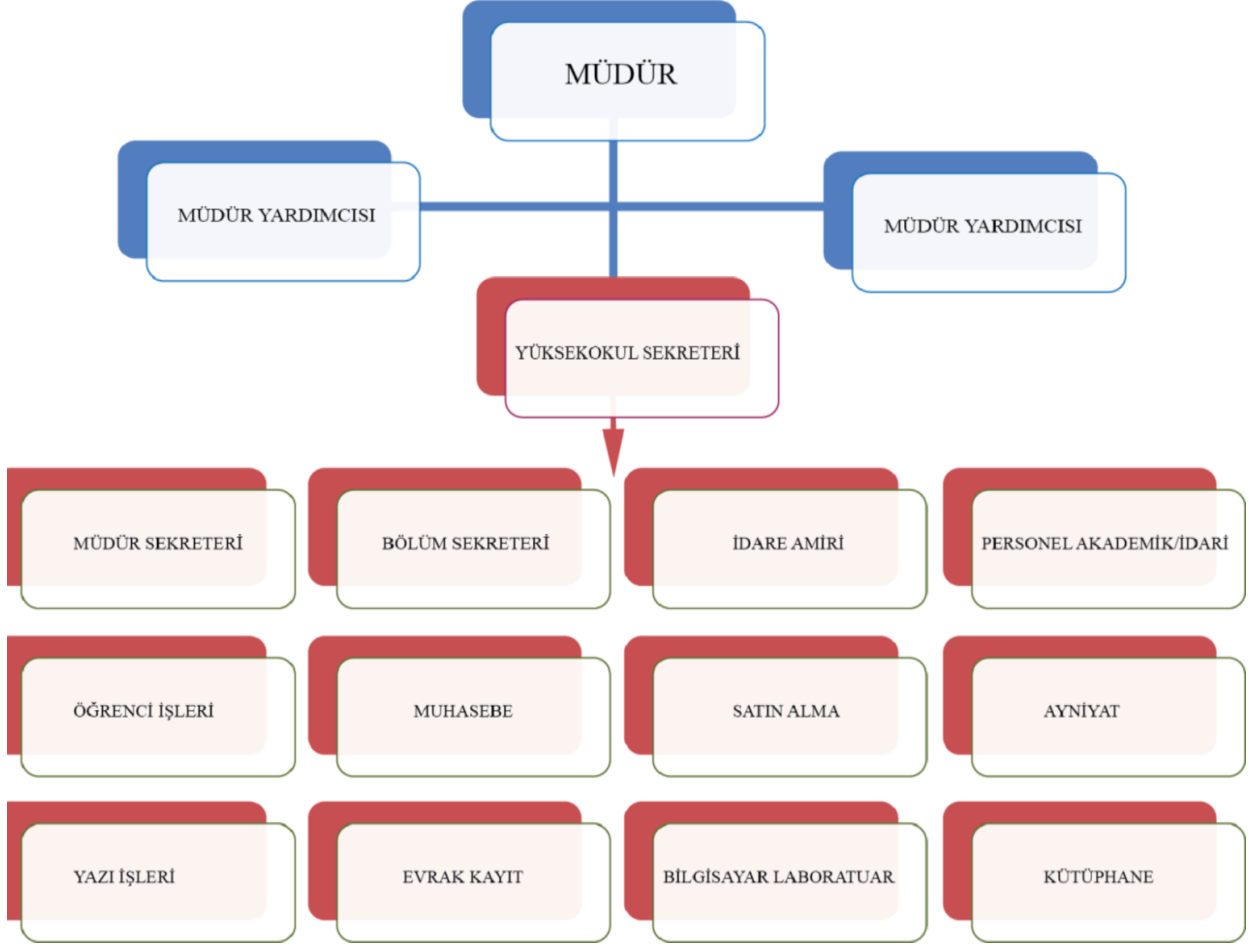 MÜDÜR
MÜDÜR YARDIMCISI
MÜDÜR YARDIMCISI
YÜKSEKOKUL SEKRETERİ
MÜDÜR SEKRETERİ
BÖLÜM SEKRETERİ
İDARE AMİRİ
PERSONEL AKADEMİK/İDARİ
ÖĞRENCİ İŞLERİ
MUHASEBE
SATIN ALMA
AYNİYAT
YAZI İŞLERİ
EVRAK KAYIT
BİLGİSAYAR LABORATUAR
KÜTÜPHANE